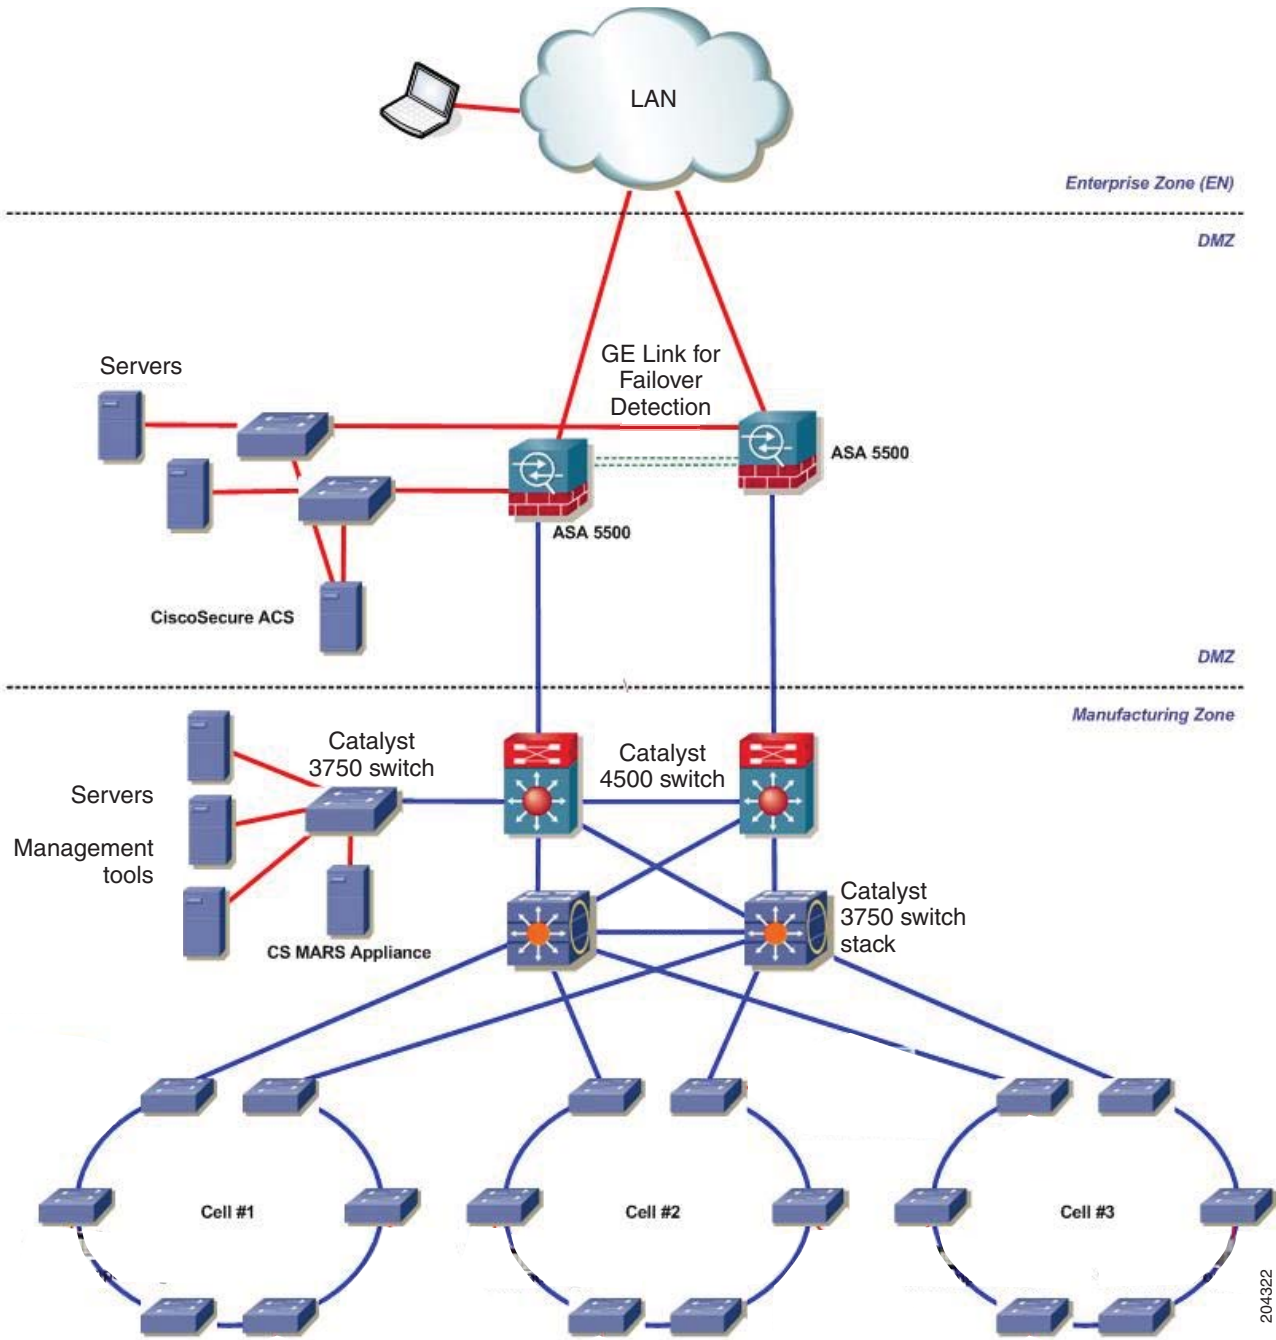 LAN
Enterprise Zone (EN)
DMZ
Servers
GE Link for
Failover
Detection
ASA 5500
ASA 5500
CiscoSecure ACS
DMZ
Manufacturing Zone
Catalyst
3750 switch
Catalyst
4500 switch
Servers
Management
tools
Catalyst
3750 switch
stack
CS MARS Appliance
Cell #1
Cell #2
Cell #3
204322